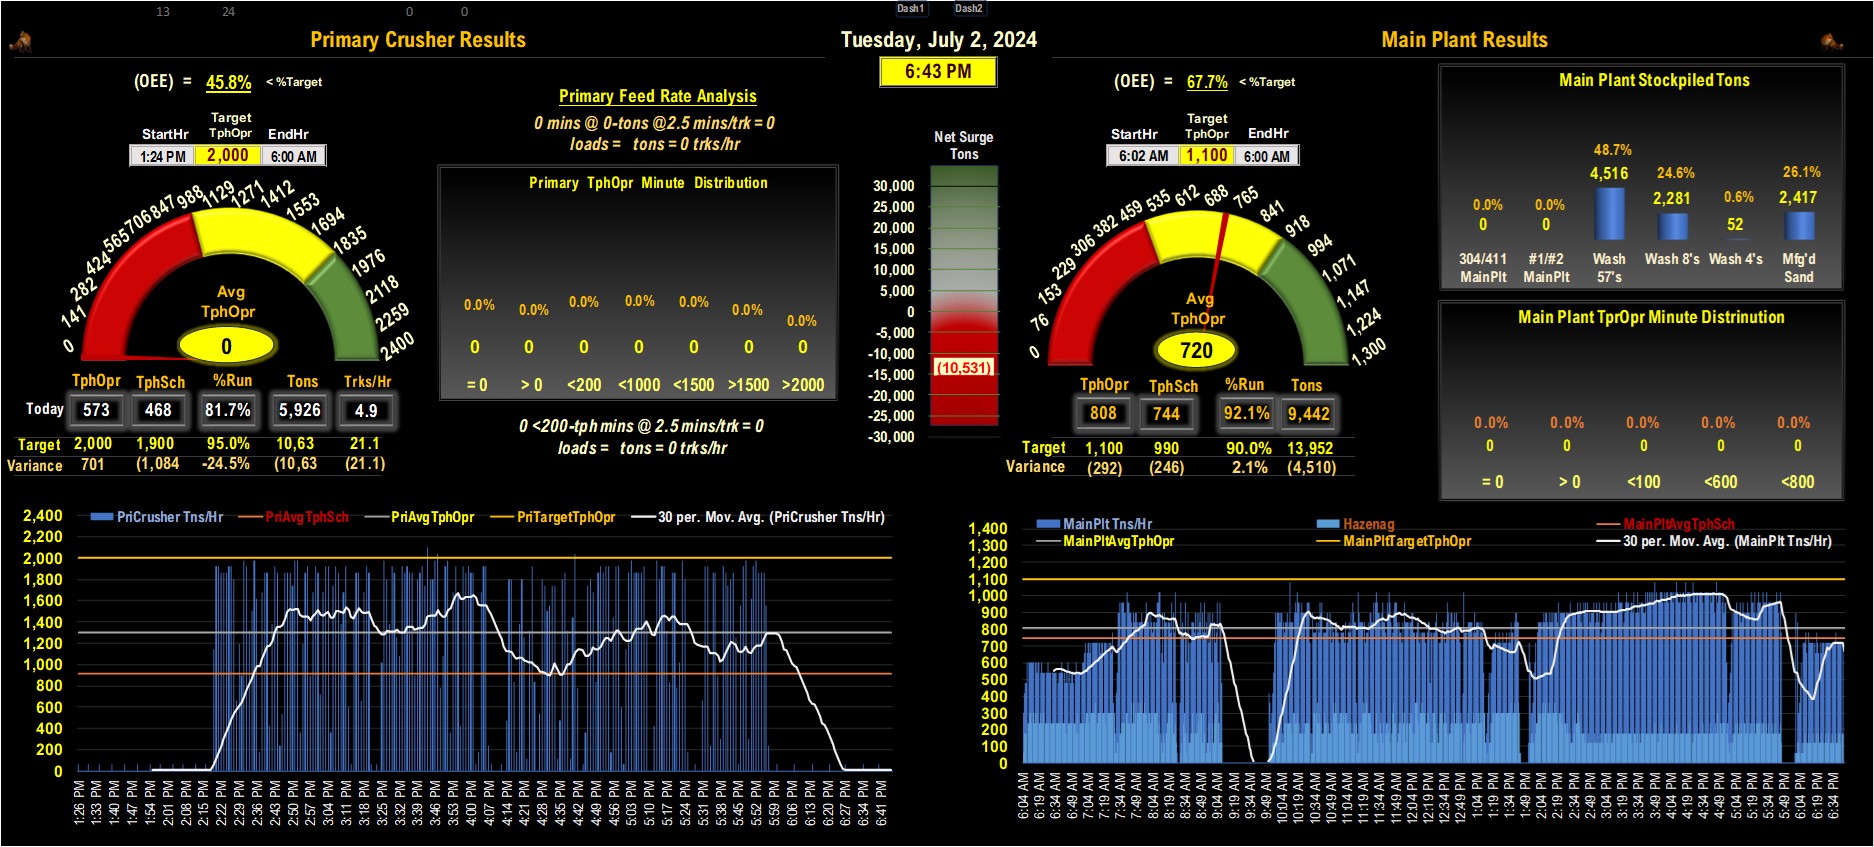 13 24 0 0 Dash1 Dash2
Primary Crusher Results
Tuesday, July 2, 2024
Main Plant Results
6:43 PM
(OEE) = 45.8% < %Target
Target
StartHr TphOpr EndHr
1:24 PM 2,000 6:00 AM
0 141 282 424 565 706 847 988 1129 1271 1412 1553 1694 1835 1976 2118 2259 2400
Avg
TphOpr
0
TphOpr TphSch %Run Tons Trks/Hr
Today 573 468 81.7% 5,926 4.9
Target 2,000 1,900 95.0% 10,63 21.1
Variance 701 (1,084 -24.5% (10,63 (21.1)
Primary Feed Rate Analysis
0 mins @ 0-tons @2.5 mins/trk = 0
loads = tons = 0 trks/hr
Primary TphOpr Minute Distribution
0.0% 0.0% 0.0% 0.0% 0.0% 0.0% 0.0%
0 0 0 0 0 0 0
= 0 > 0 <200 <1000 <1500 >1500 >2000
0 <200-tph mins @ 2.5 mins/trk = 0
loads = tons = 0 trks/hr
Net Surge
Tons
30,000
25,000
20,000
15,000
10,000
5,000
0
-5,000
-10,000
(10,531)
-15,000
-20,000
-25,000
-30,000
(OEE) = 67.7% < %Target
Target
StartHr TphOpr EndHr
6:02 AM 1,100 6:00 AM
0 76 153 229 306 382 459 535 612 688 765 841 918 994 1,071 1,147 1,224 1,300
Avg
TphOpr
720
TphOpr TphSch %Run Tons
808 744 92.1% 9,442
Target 1,100 990 90.0% 13,952
Variance (292) (246) 2.1% (4,510)
Main Plant Stockpiled Tons
0.0% 0.0% 48.7% 24.6% 0.6% 26.1%
0 0 4,516 2,281 52 2,417
304/411 #1/#2 Wash Wash 8's Wash 4's Mfg'd
MainPlt MainPlt 57's Sand
Main Plant TprOpr Minute Distrinution
0.0% 0.0% 0.0% 0.0% 0.0%
0 0 0 0 0
= 0 > 0 <100 <600 <800
PriCrusher Tns/Hr PriAvgTphSch PriAvgTphOpr PriTargetTphOpr 30 per. Mov. Avg. (PriCrusher Tns/Hr)
2,400
2,200
2,000
1,800
1,600
1,400
1,200
1,000
800
600
400
200
0
1:26 PM 1:33 PM 1:40 PM 1:47 PM 1:54 PM 2:01 PM 2:08 PM 2:15 PM 2:22 PM 2:29 PM 2:36 PM 2:43 PM 2:50 PM 2:57 PM 3:04 PM 3:11 PM 3:18 PM 3:25 PM 3:32 PM 3:39 PM 3:46 PM 3:53 PM 4:00 PM 4:07 PM 4:14 PM 4:21 PM 4:28 PM 4:35 PM 4:42 PM 4:49 PM 4:56 PM 5:03 PM 5:10 PM 5:17 PM 5:24 PM 5:31 PM 5:38 PM 5:45 PM 5:52 PM 5:59 PM 6:06 PM 6:13 PM 6:20 PM 6:27 PM 6:34 PM 6:41 PM
MainPlt Tns/Hr Hazenag MainPltAvgTphSch
MainPltAvgTphOpr MainPltTargetTphOpr 30 per. Mov. Avg. (MainPlt Tns/Hr)
1,400
1,300
1,200
1,100
1,000
900
800
700
600
500
400
300
200
100
0
6:04 AM 6:19 AM 6:34 AM 6:49 AM 7:04 AM 7:19 AM 7:34 AM 7:49 AM 8:04 AM 8:19 AM 8:34 AM 8:49 AM 9:04 AM 9:19 AM 9:34 AM 9:49 AM 10:04 AM 10:19 AM 10:34 AM 10:49 AM 11:04 AM 11:19 AM 11:34 AM 11:49 AM 12:04 PM 12:19 PM 12:34 PM 12:49 PM 1:04 PM 1:19 PM 1:34 PM 1:49 PM 2:04 PM 2:19 PM 2:34 PM 2:49 PM 3:04 PM 3:19 PM 3:34 PM 3:49 PM 4:04 PM 4:19 PM 4:34 PM 4:49 PM 5:04 PM 5:19 PM 5:34 PM 5:49 PM 6:04 PM 6:19 PM 6:34 PM